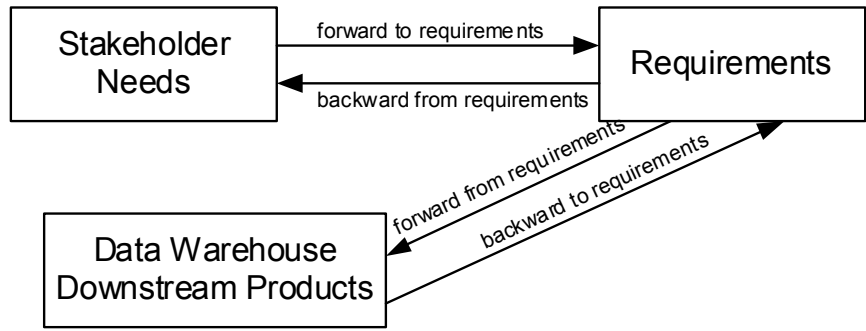 Stakeholder
Needs
forward to requirements
backward from requirements
Requirements
forward from requirements
backward to requirements
Data Warehouse
Downstream Products